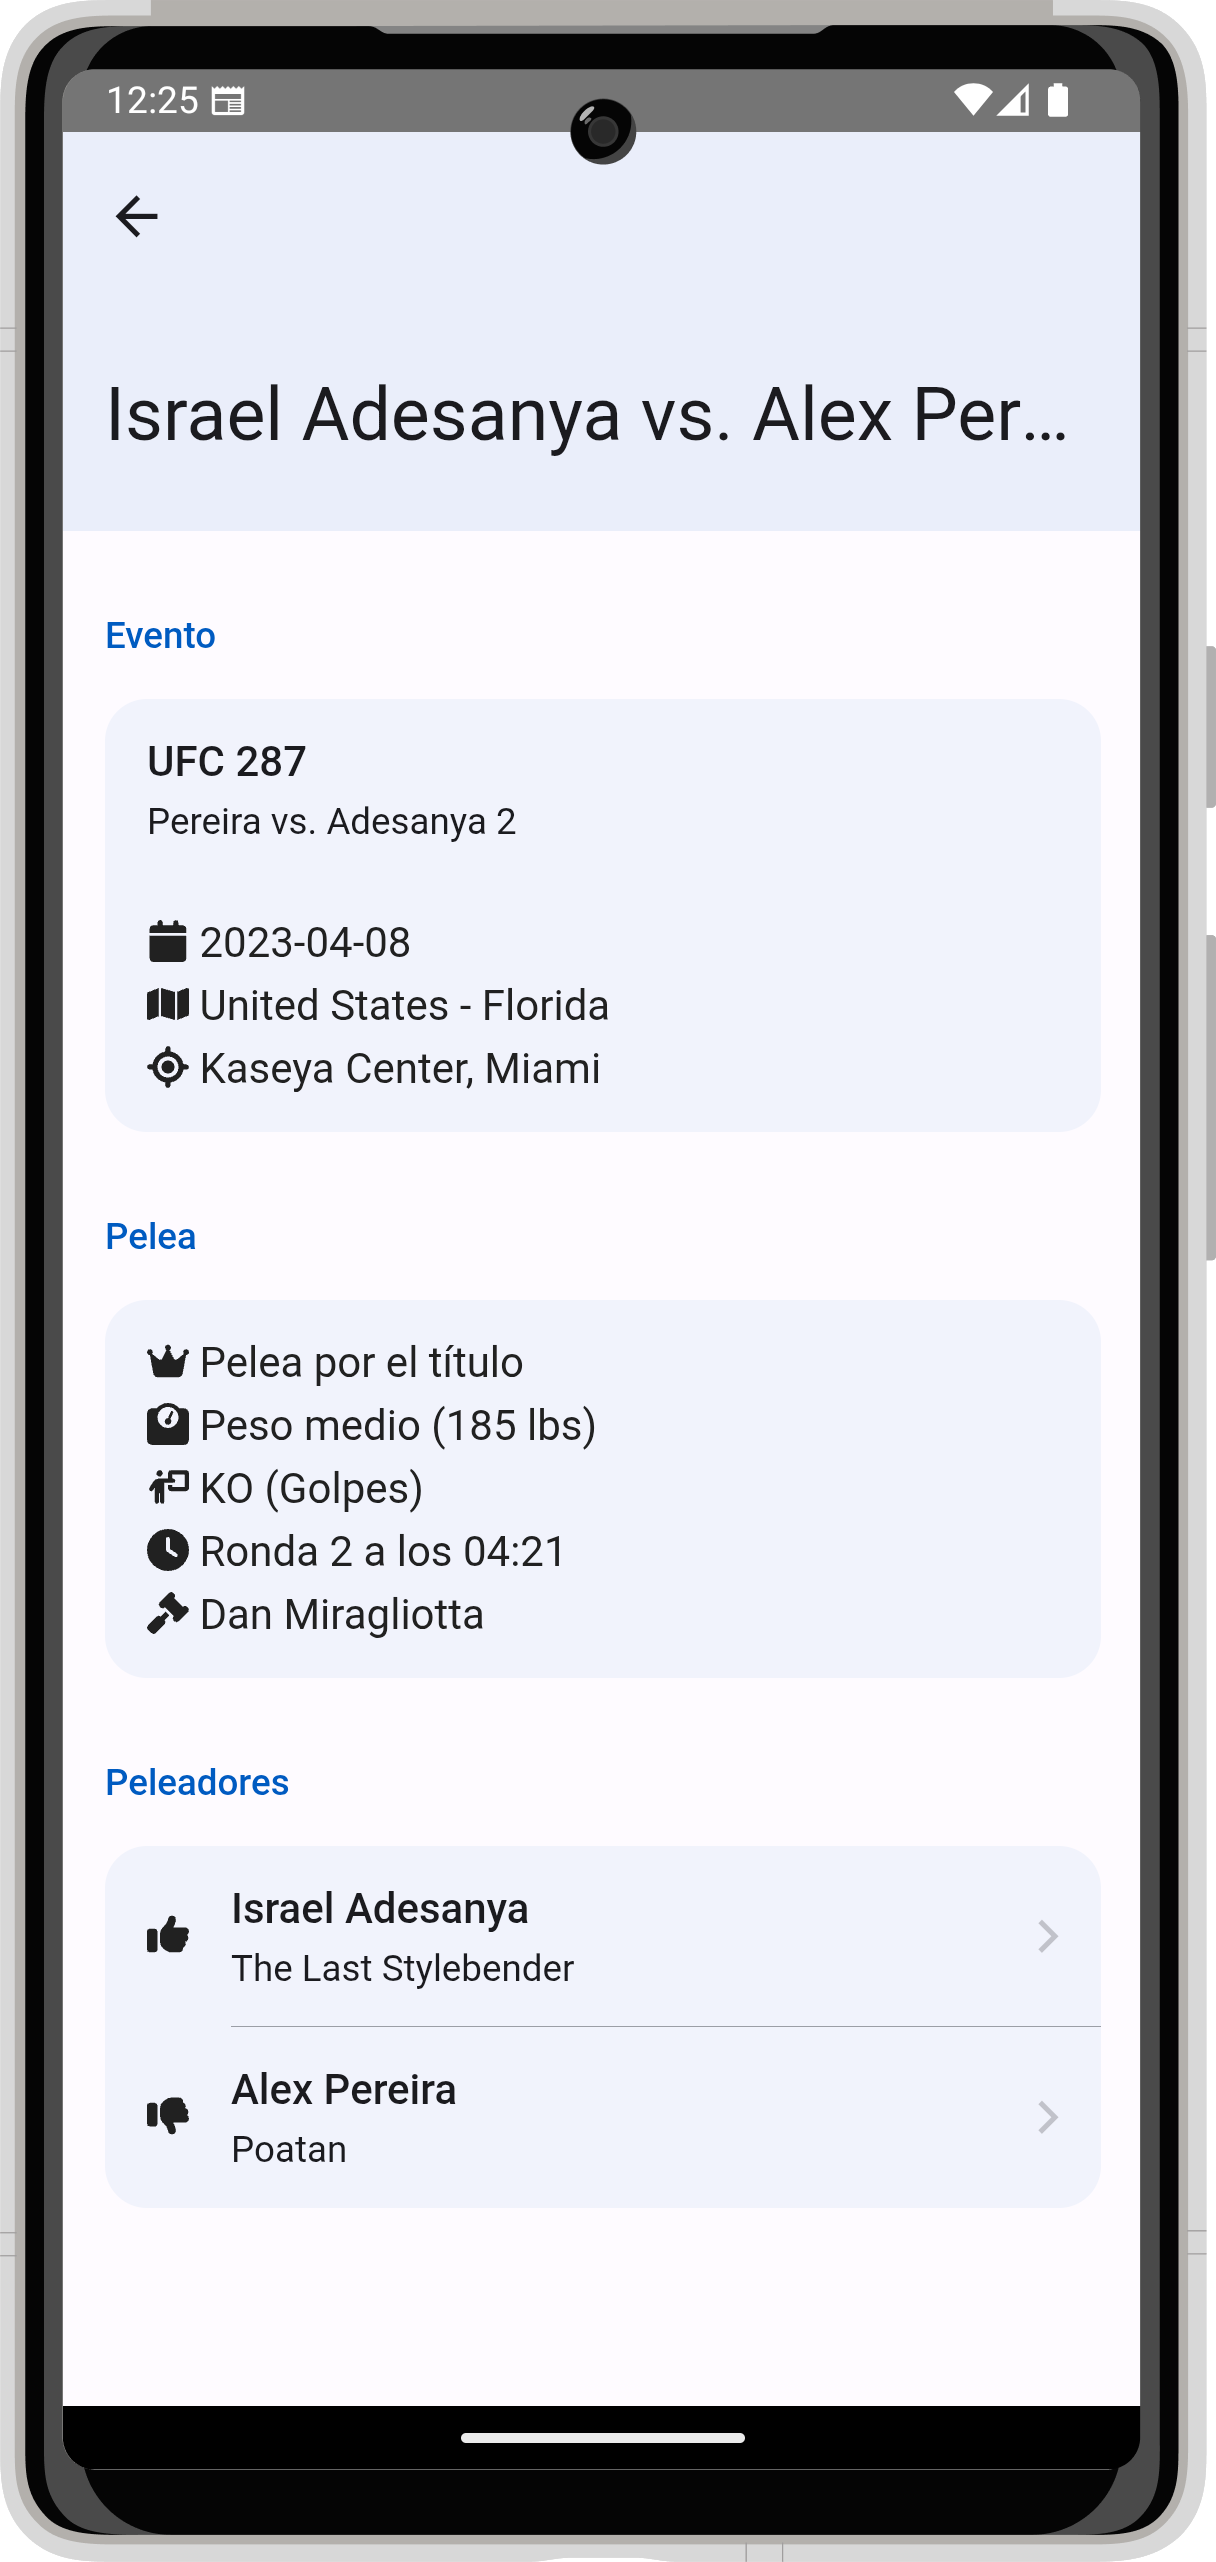 12:25
Israel Adesanya vs. Alex Per...
Evento
UFC 287
Pereira vs. Adesanya 2
2023-04-08
United States - Florida
Kaseya Center, Miami
Pelea
Pelea por el título
Peso medio (185 lbs)
KO (Golpes)
Ronda 2 a los 04:21
Dan Miragliotta
Peleadores
Israel Adesanya
The Last Stylebender
Alex Pereira
Poatan